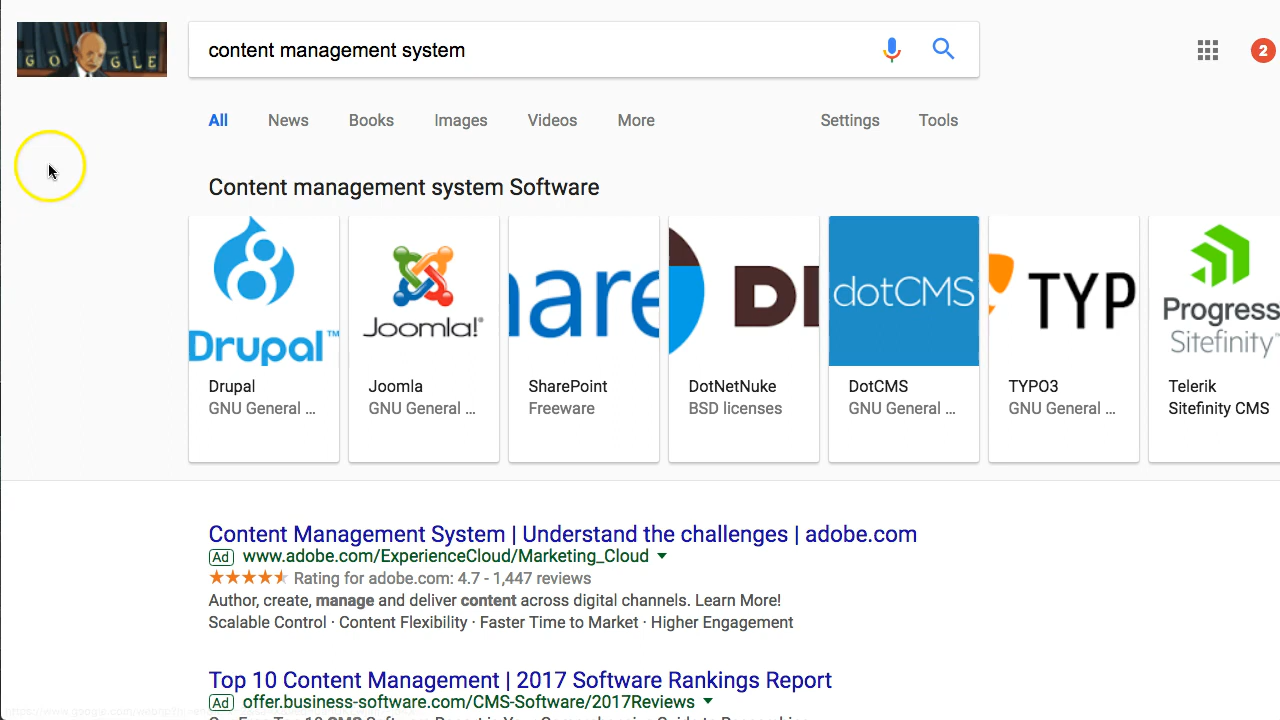 GOOGLE
content management system
2
All News Books Images Videos More Settings Tools
Content management system Software
Drupal™
Joomla!®
hare
D
dotCMS
TYP
Progress
Sitefinity
Drupal
GNU General ...
Joomla
GNU General ...
SharePoint
Freeware
DotNetNuke
BSD licenses
DotCMS
GNU General ...
TYPO3
GNU General ...
Telerik
Sitefinity CMS
Content Management System | Understand the challenges | adobe.com
Ad www.adobe.com/ExperienceCloud/Marketing_Cloud
Rating for adobe.com: 4.7 - 1,447 reviews
Author, create, manage and deliver content across digital channels. Learn More!
Scalable Control · Content Flexibility · Faster Time to Market · Higher Engagement
Top 10 Content Management | 2017 Software Rankings Report
Ad offer.business-software.com/CMS-Software/2017Reviews